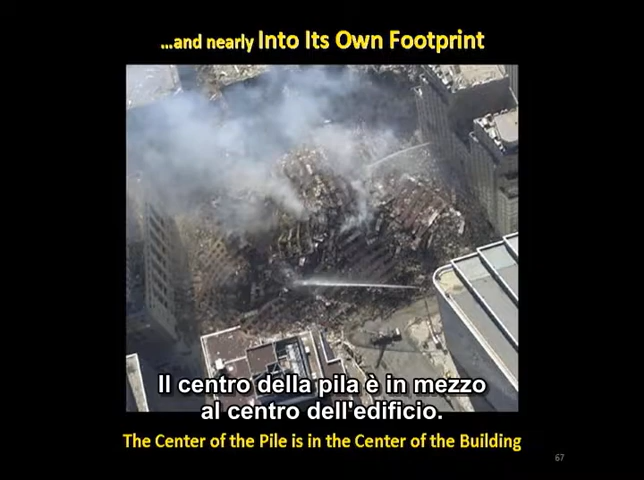 ...and nearly Into Its Own Footprint
Il centro della pila è in mezzo
al centro dell'edificio.
The Center of the Pile is in the Center of the Building
67